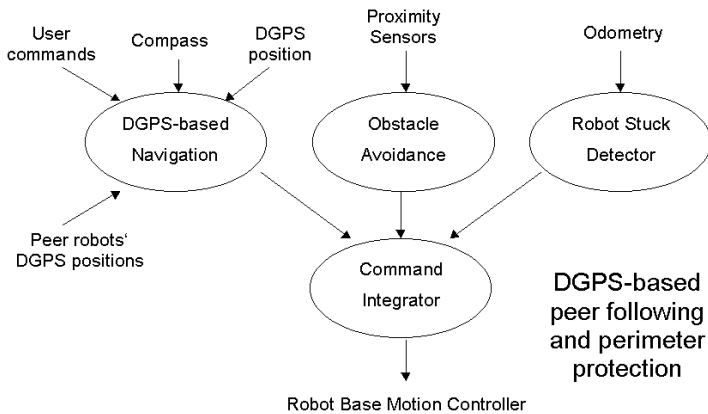 User
commands
Compass
DGPS
position
Proximity
Sensors
Odometry
DGPS-based
Navigation
Obstacle
Avoidance
Robot Stuck
Detector
Peer robots‘
DGPS positions
Command
Integrator
DGPS-based
peer following
and perimeter
protection
Robot Base Motion Controller